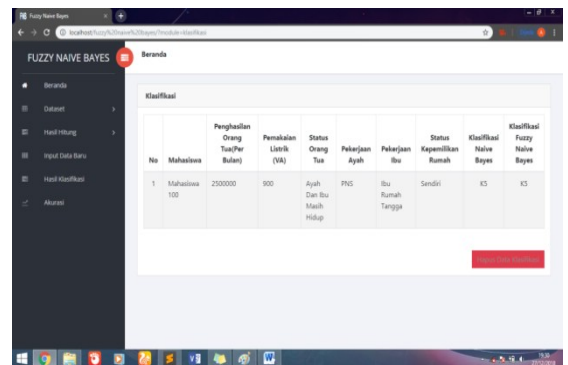 Fuzzy Naive Bayes
localhost/fuzzy%20naive%20bayes/?module=klasifikasi
FUZZY NAIVE BAYES
Beranda
Beranda
Dataset
Hasil Hitung
Input Data Baru
Hasil Klasifikasi
Akurasi
Klasifikasi
No
Mahasiswa
Penghasilan
Orang
Tua(Per
Bulan)
Pemakaian
Listrik
(VA)
Status
Orang
Tua
Pekerjaan
Ayah
Pekerjaan
Ibu
Status
Kepemilikan
Rumah
Klasifikasi
Naive
Bayes
Klasifikasi
Fuzzy
Naive
Bayes
1
Mahasiswa
100
2500000
900
Ayah
Dan Ibu
Masih
Hidup
PNS
Ibu
Rumah
Tangga
Sendiri
K5
K5
Hapus Data Klasifikasi